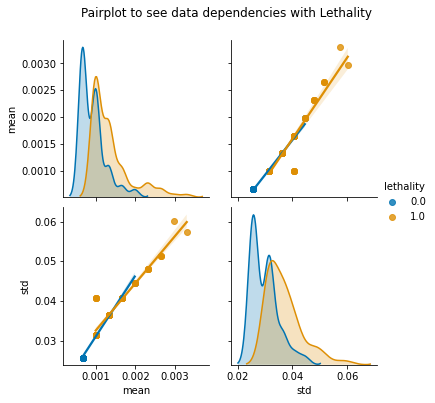 Pairplot to see data dependencies with Lethality
0.0030
0.0025
0.0020
0.0015
0.0010
mean
lethality
0.0
1.0
0.06
0.05
0.04
0.03
std
0.001 0.002 0.003
mean
0.02 0.04 0.06
std